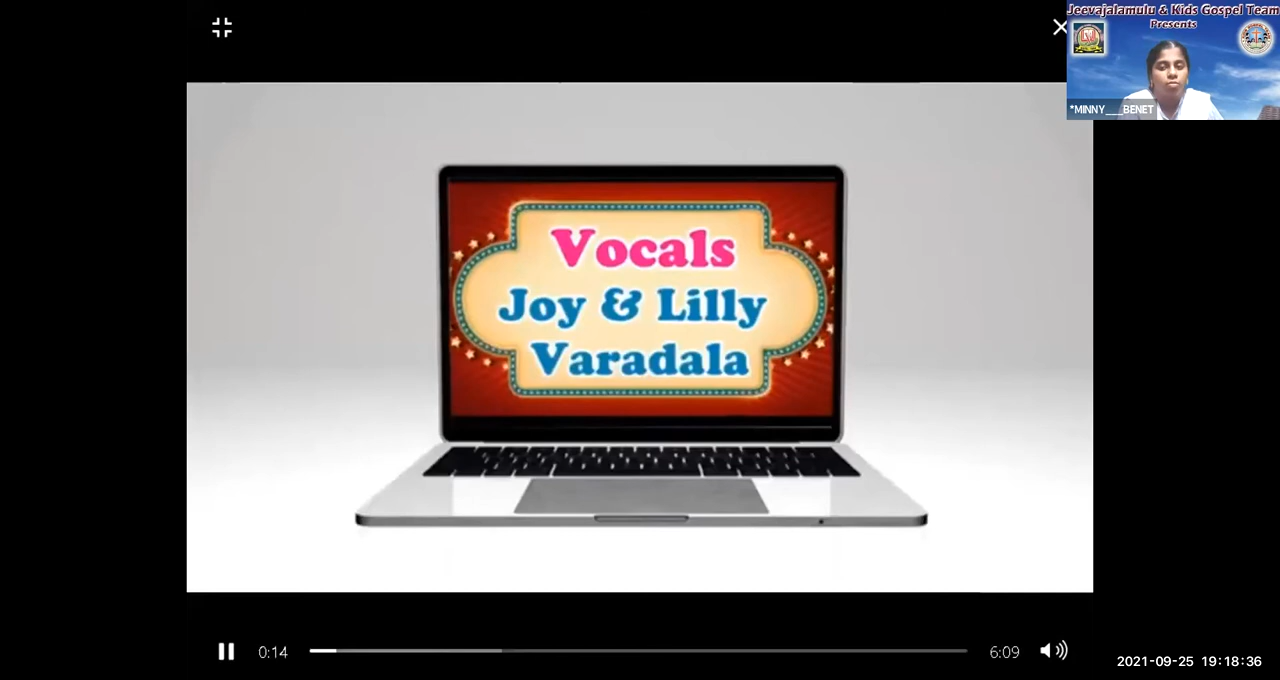 Jeevajalamulu & Kids Gospel Team
Presents
*MINNY___BENET
Vocals
Joy & Lilly
Varadala
0:14
6:09
2021-09-25 19:18:36